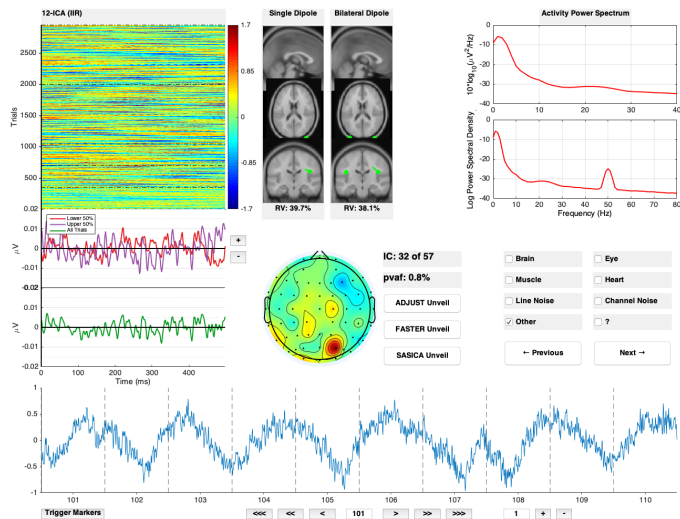 12-ICA (IIR)
Single Dipole
Bilateral Dipole
Activity Power Spectrum
Trials
2500
2000
1500
1000
500
0.02
1.7
0.85
0
-0.85
-1.7
RV: 39.7%
RV: 38.1%
10*log10(μV²/Hz)
0
-10
-20
-30
-40
0
10
20
30
40
Log Power Spectral Density
0
-10
-20
-30
-40
0
10
20
30
40
50
60
70
80
Frequency (Hz)
Lower 50%
Upper 50%
All Trials
μV
0.01
0
-0.01
-0.02
μV
0.01
0
-0.01
-0.02
0
100
200
300
400
Time (ms)
+
-
IC: 32 of 57
pvaf: 0.8%
ADJUST Unveil
FASTER Unveil
SASICA Unveil
Brain
Eye
Muscle
Heart
Line Noise
Channel Noise
Other
?
← Previous
Next →
1
0.5
0
-0.5
-1
101
102
103
104
105
106
107
108
109
110
Trigger Markers
<<<
<<
<
101
>
>>
>>>
1
+
-